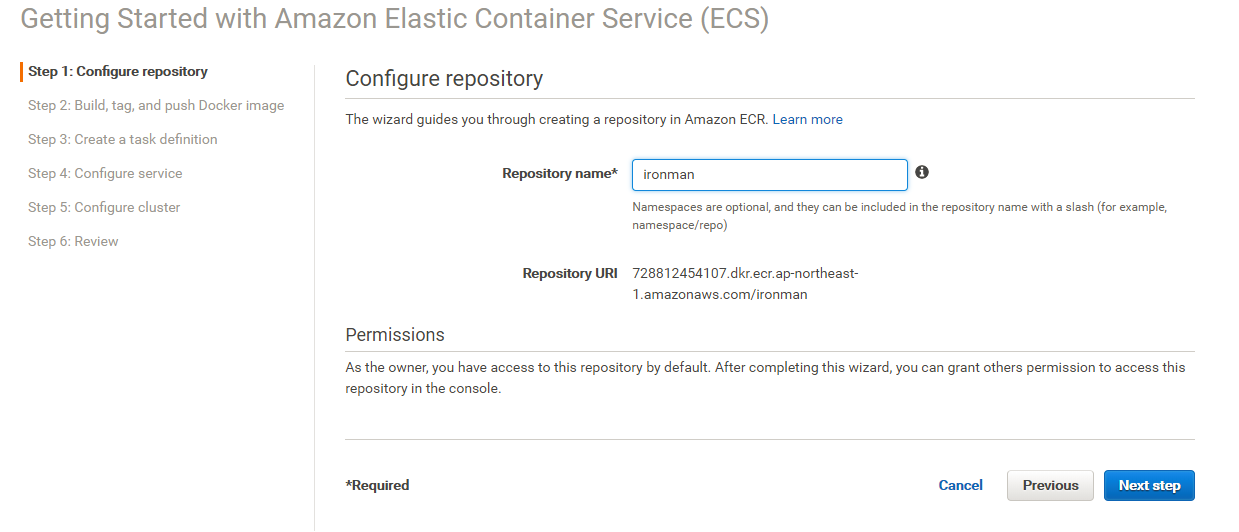 Getting Started with Amazon Elastic Container Service (ECS)
Step 1: Configure repository
Step 2: Build, tag, and push Docker image
Step 3: Create a task definition
Step 4: Configure service
Step 5: Configure cluster
Step 6: Review
Configure repository
The wizard guides you through creating a repository in Amazon ECR. Learn more
Repository name* ironman
Namespaces are optional, and they can be included in the repository name with a slash (for example,
namespace/repo)
Repository URI 728812454107.dkr.ecr.ap-northeast-
1.amazonaws.com/ironman
Permissions
As the owner, you have access to this repository by default. After completing this wizard, you can grant others permission to access this
repository in the console.
*Required Cancel Previous Next step